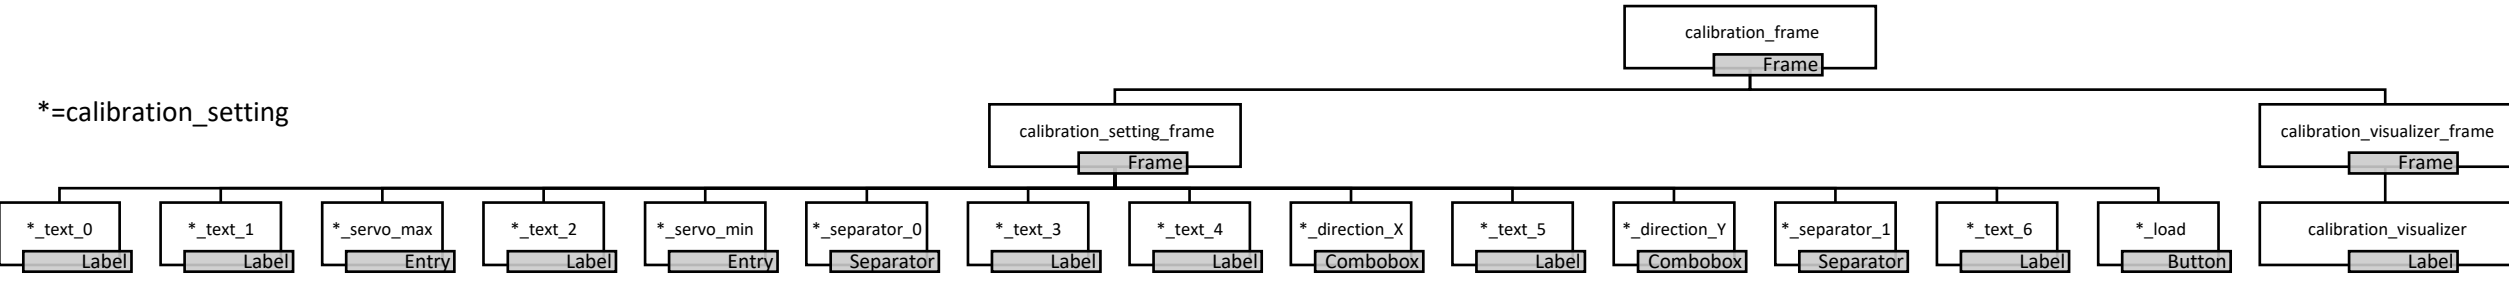 calibration_frame
Frame
*=calibration_setting
calibration_setting_frame
Frame
calibration_visualizer_frame
Frame
*_text_0
Label
*_text_1
Label
*_servo_max
Entry
*_text_2
Label
*_servo_min
Entry
*_separator_0
Separator
*_text_3
Label
*_text_4
Label
*_direction_X
Combobox
*_text_5
Label
*_direction_Y
Combobox
*_separator_1
Separator
*_text_6
Label
*_load
Button
calibration_visualizer
Label